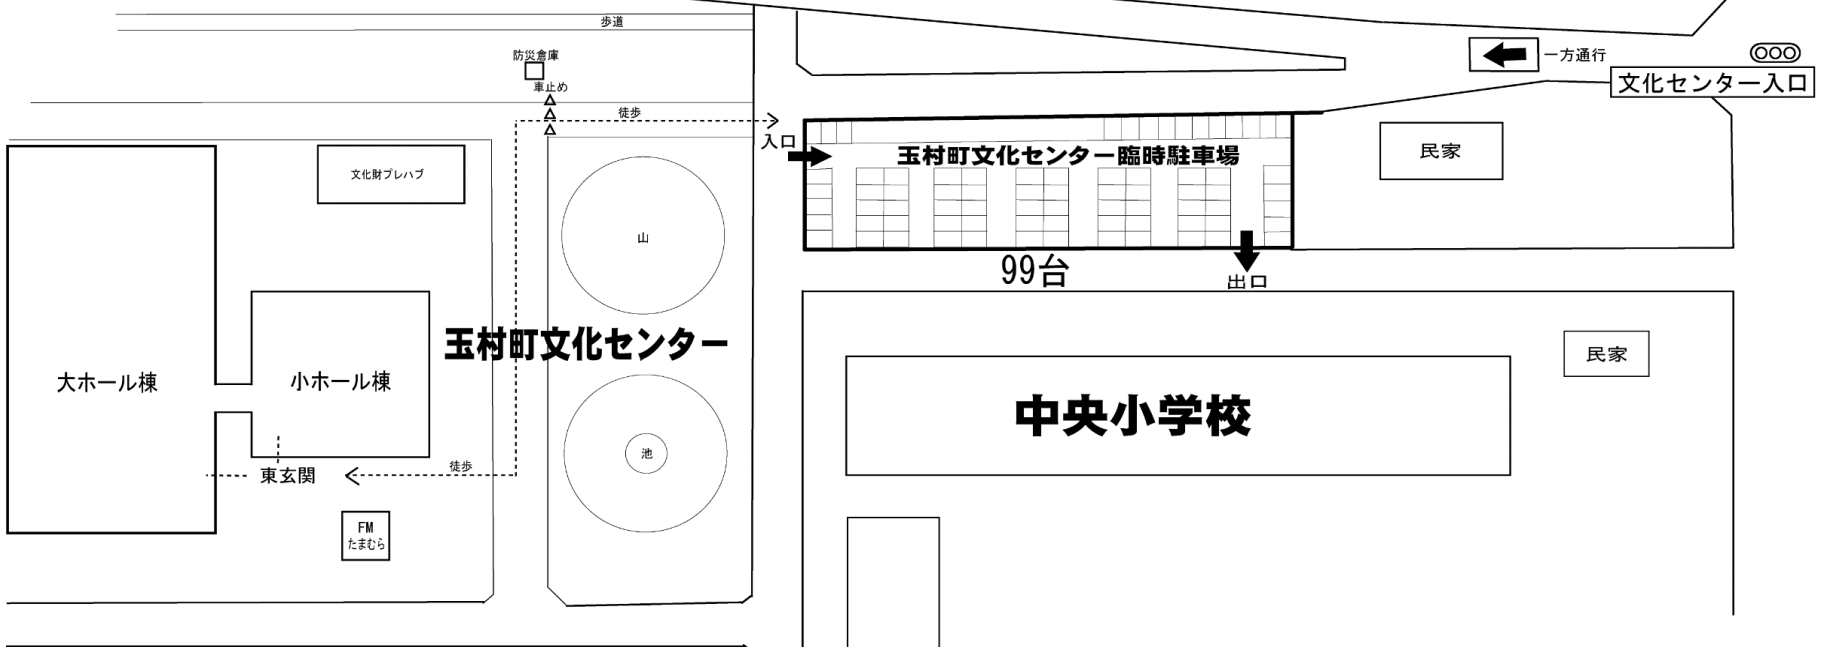 歩道
防災倉庫
車止め
徒歩
一方通行
文化センター入口
入口
玉村町文化センター臨時駐車場
民家
文化財プレハブ
山
99台
出口
玉村町文化センター
大ホール棟
小ホール棟
民家
中央小学校
池
徒歩
東玄関
FM
たまむら